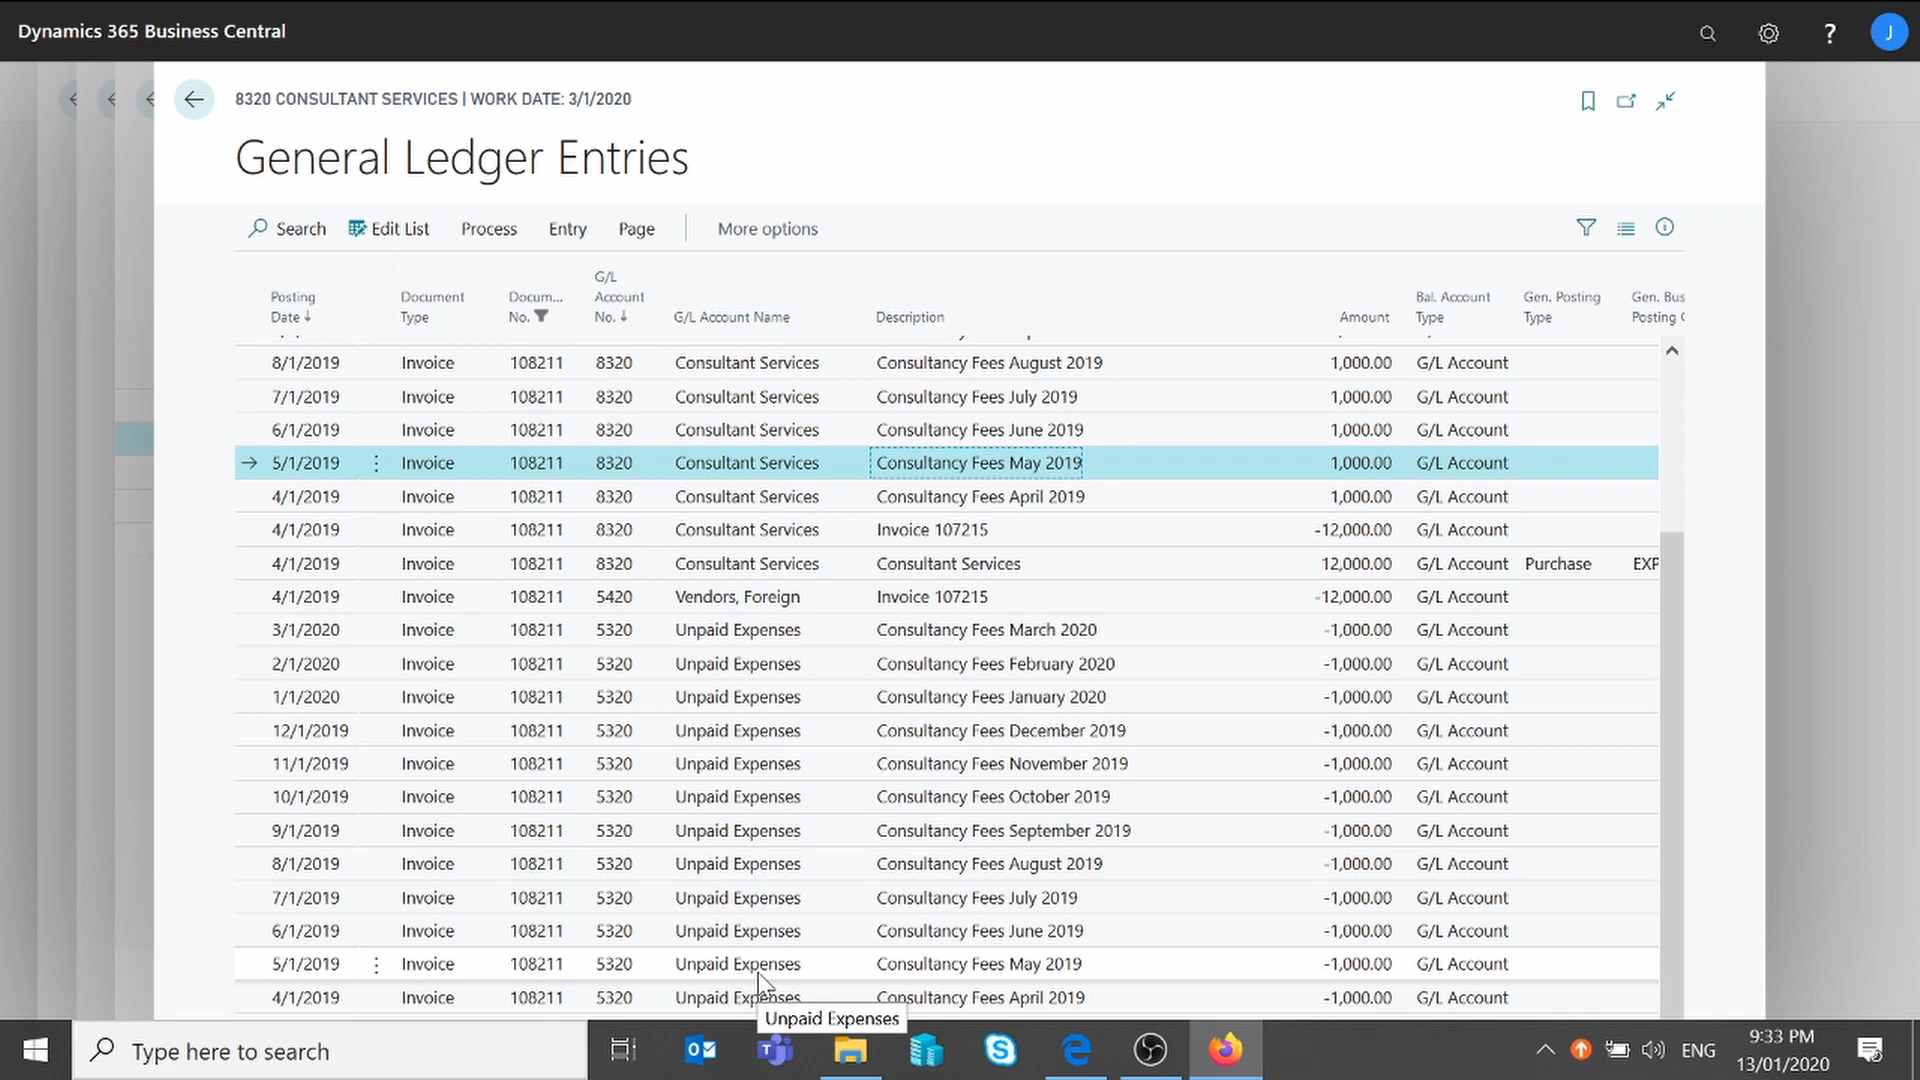 Dynamics 365 Business Central
?
J
8320 CONSULTANT SERVICES | WORK DATE: 3/1/2020
General Ledger Entries
Search Edit List Process Entry Page More options
Posting Date ↓ Document Type Docum... No. G/L Account No. ↓ G/L Account Name Description Amount Bal. Account Type Gen. Posting Type Gen. Bus Posting
8/1/2019 Invoice 108211 8320 Consultant Services Consultancy Fees August 2019 1,000.00 G/L Account
7/1/2019 Invoice 108211 8320 Consultant Services Consultancy Fees July 2019 1,000.00 G/L Account
6/1/2019 Invoice 108211 8320 Consultant Services Consultancy Fees June 2019 1,000.00 G/L Account
→ 5/1/2019 Invoice 108211 8320 Consultant Services Consultancy Fees May 2019 1,000.00 G/L Account
4/1/2019 Invoice 108211 8320 Consultant Services Consultancy Fees April 2019 1,000.00 G/L Account
4/1/2019 Invoice 108211 8320 Consultant Services Invoice 107215 -12,000.00 G/L Account
4/1/2019 Invoice 108211 8320 Consultant Services Consultant Services 12,000.00 G/L Account Purchase EXP
4/1/2019 Invoice 108211 5420 Vendors, Foreign Invoice 107215 -12,000.00 G/L Account
3/1/2020 Invoice 108211 5320 Unpaid Expenses Consultancy Fees March 2020 -1,000.00 G/L Account
2/1/2020 Invoice 108211 5320 Unpaid Expenses Consultancy Fees February 2020 -1,000.00 G/L Account
1/1/2020 Invoice 108211 5320 Unpaid Expenses Consultancy Fees January 2020 -1,000.00 G/L Account
12/1/2019 Invoice 108211 5320 Unpaid Expenses Consultancy Fees December 2019 -1,000.00 G/L Account
11/1/2019 Invoice 108211 5320 Unpaid Expenses Consultancy Fees November 2019 -1,000.00 G/L Account
10/1/2019 Invoice 108211 5320 Unpaid Expenses Consultancy Fees October 2019 -1,000.00 G/L Account
9/1/2019 Invoice 108211 5320 Unpaid Expenses Consultancy Fees September 2019 -1,000.00 G/L Account
8/1/2019 Invoice 108211 5320 Unpaid Expenses Consultancy Fees August 2019 -1,000.00 G/L Account
7/1/2019 Invoice 108211 5320 Unpaid Expenses Consultancy Fees July 2019 -1,000.00 G/L Account
6/1/2019 Invoice 108211 5320 Unpaid Expenses Consultancy Fees June 2019 -1,000.00 G/L Account
5/1/2019 Invoice 108211 5320 Unpaid Expenses Consultancy Fees May 2019 -1,000.00 G/L Account
4/1/2019 Invoice 108211 5320 Unpaid Expenses Consultancy Fees April 2019 -1,000.00 G/L Account
Unpaid Expenses
Type here to search
ENG
9:33 PM
13/01/2020